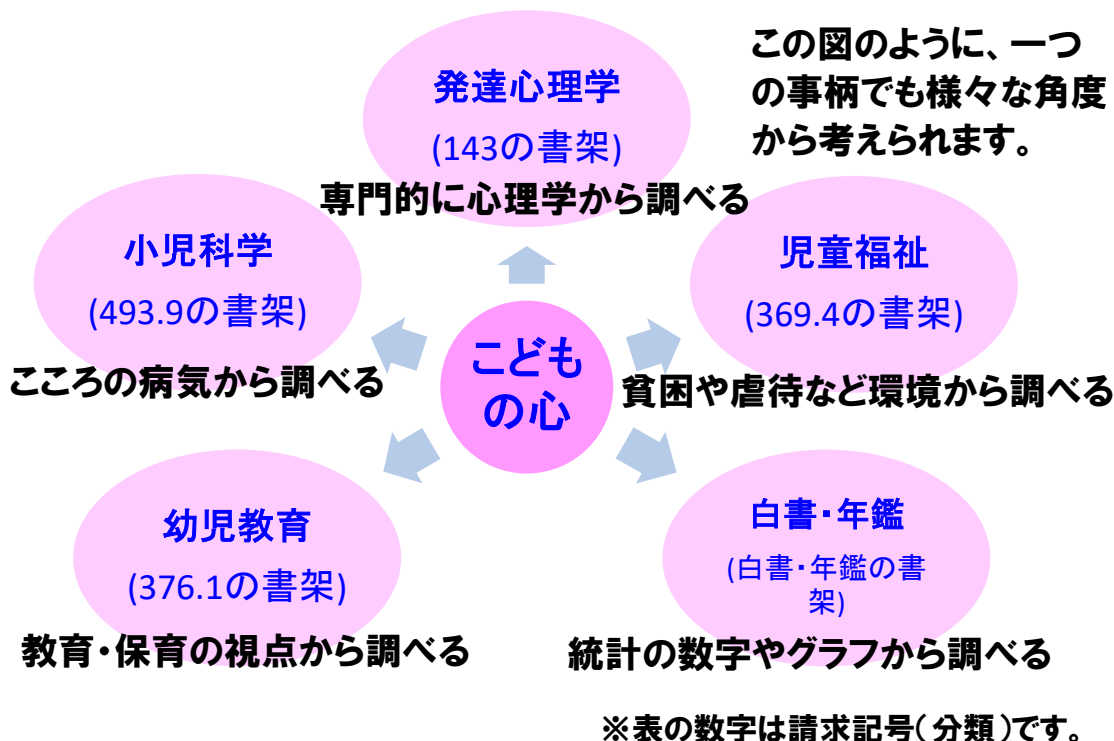 この図のように、一つ
の事柄でも様々な角度
から考えられます。
発達心理学
(143の書架)
専門的に心理学から調べる
小児科学
(493.9の書架)
こころの病気から調べる
児童福祉
(369.4の書架)
貧困や虐待など環境から調べる
こども
の心
幼児教育
(376.1の書架)
教育・保育の視点から調べる
白書・年鑑
(白書・年鑑の書
架)
統計の数字やグラフから調べる
※表の数字は請求記号(分類)です。